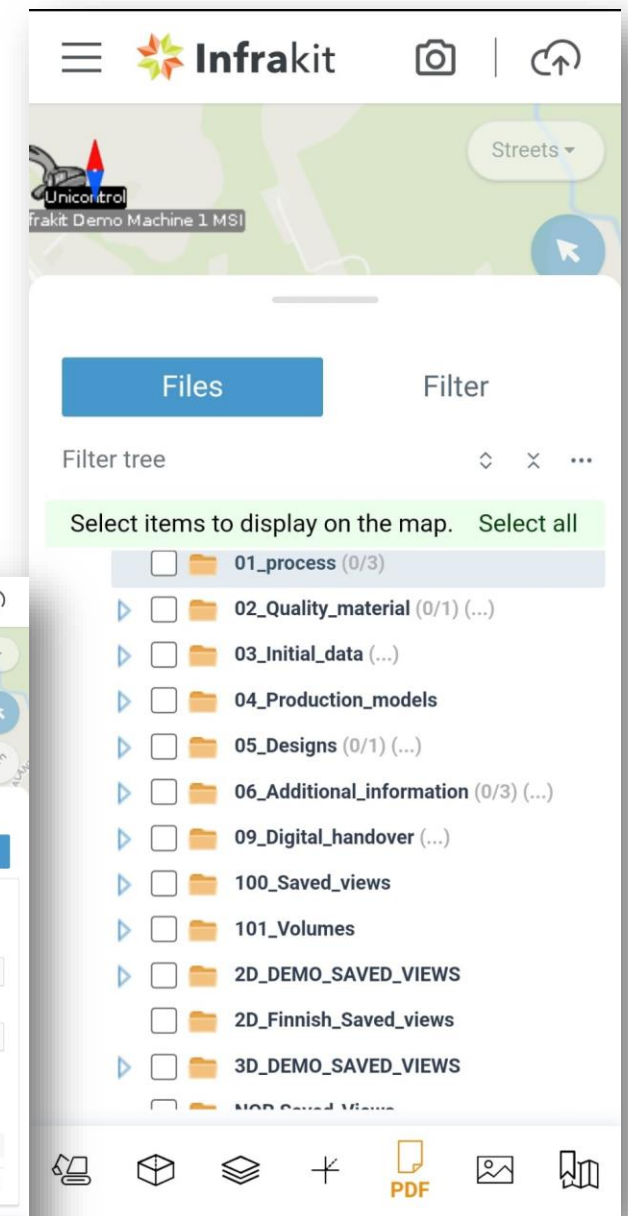 Infrakit
Streets
Unicontrol
frakit Demo Machine 1 MSI
Files
Filter
Filter tree
Select items to display on the map. Select all
01_process (0/3)
02_Quality_material (0/1) (...)
03_Initial_data (...)
04_Production_models
05_Designs (0/1) (...)
06_Additional_information (0/3) (...)
09_Digital_handover (...)
100_Saved_views
101_Volumes
2D_DEMO_SAVED_VIEWS
2D_Finnish_Saved_views
3D_DEMO_SAVED_VIEWS
PDF